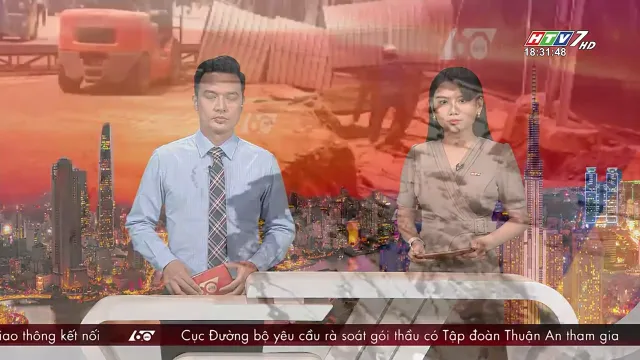 HTV7 HD
18:31:48
iao thông kết nối 60 Cục Đường bộ yêu cầu rà soát gói thầu có Tập đoàn Thuận An tham gia